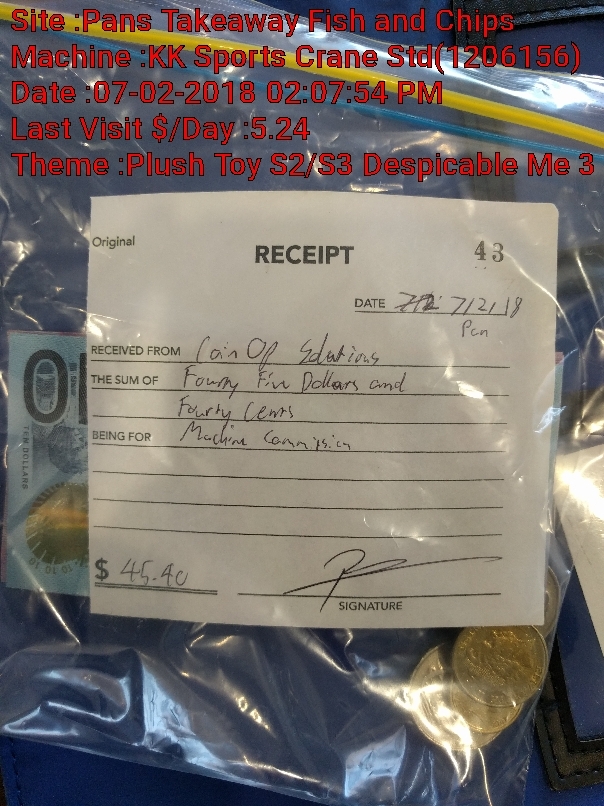 Site :Pans Takeaway Fish and Chips
Machine :KK Sports Crane Std(1206156)
Date :07-02-2018 02:07:54 PM
Last Visit $/Day :5.24
Theme :Plush Toy S2/S3 Despicable Me 3
Original
RECEIPT 43
DATE 7/2/18
Pan
RECEIVED FROM Coin Op Solutions
THE SUM OF Fourty Five Dollars and
Fourty Cents
BEING FOR Machine Commission
TEN DOLLARS
$ 45.40
SIGNATURE